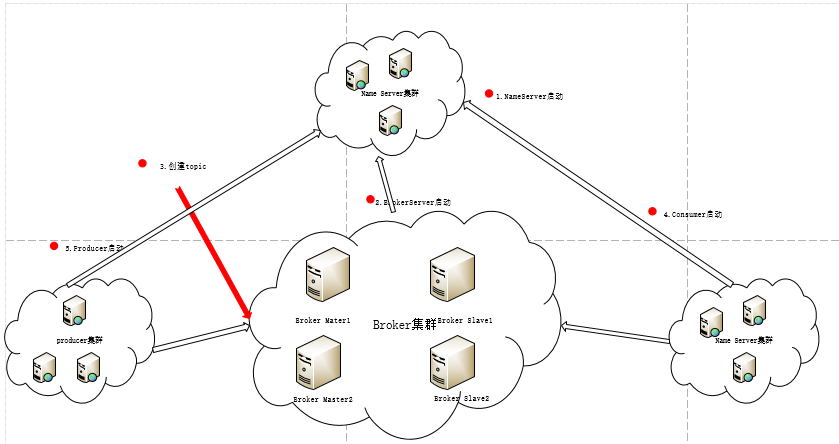 Name Server集群
1.NameServer启动
3.创建topic
2.BrokerServer启动
4.Consumer启动
5.Producer启动
Broker Mater1
Broker集群
Broker Slave1
producer集群
Name Server集群
Broker Master2
Broker Slave2